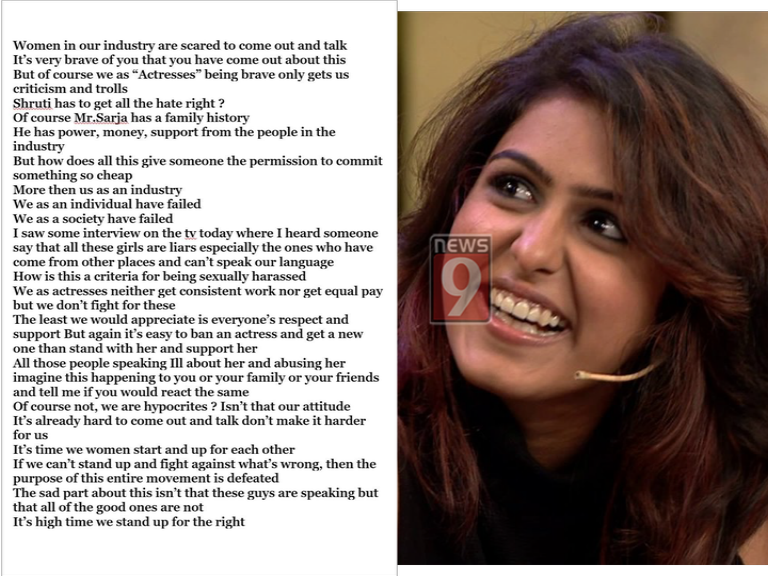 Women in our industry are scared to come out and talk
It's very brave of you that you have come out about this
But of course we as “Actresses” being brave only gets us
criticism and trolls
Shruti has to get all the hate right ?
Of course Mr.Sarja has a family history
He has power, money, support from the people in the
industry
But how does all this give someone the permission to commit
something so cheap
More then us as an industry
We as an individual have failed
We as a society have failed
I saw some interview on the tv today where I heard someone
say that all these girls are liars especially the ones who have
come from other places and can't speak our language
How is this a criteria for being sexually harassed
We as actresses neither get consistent work nor get equal pay
but we don't fight for these
The least we would appreciate is everyone's respect and
support But again it's easy to ban an actress and get a new
one than stand with her and support her
All those people speaking Ill about her and abusing her
imagine this happening to you or your family or your friends
and tell me if you would react the same
Of course not, we are hypocrites ? Isn't that our attitude
It's already hard to come out and talk don't make it harder
for us
It's time we women start and up for each other
If we can't stand up and fight against what's wrong, then the
purpose of this entire movement is defeated
The sad part about this isn't that these guys are speaking but
that all of the good ones are not
It's high time we stand up for the right
NEWS
9